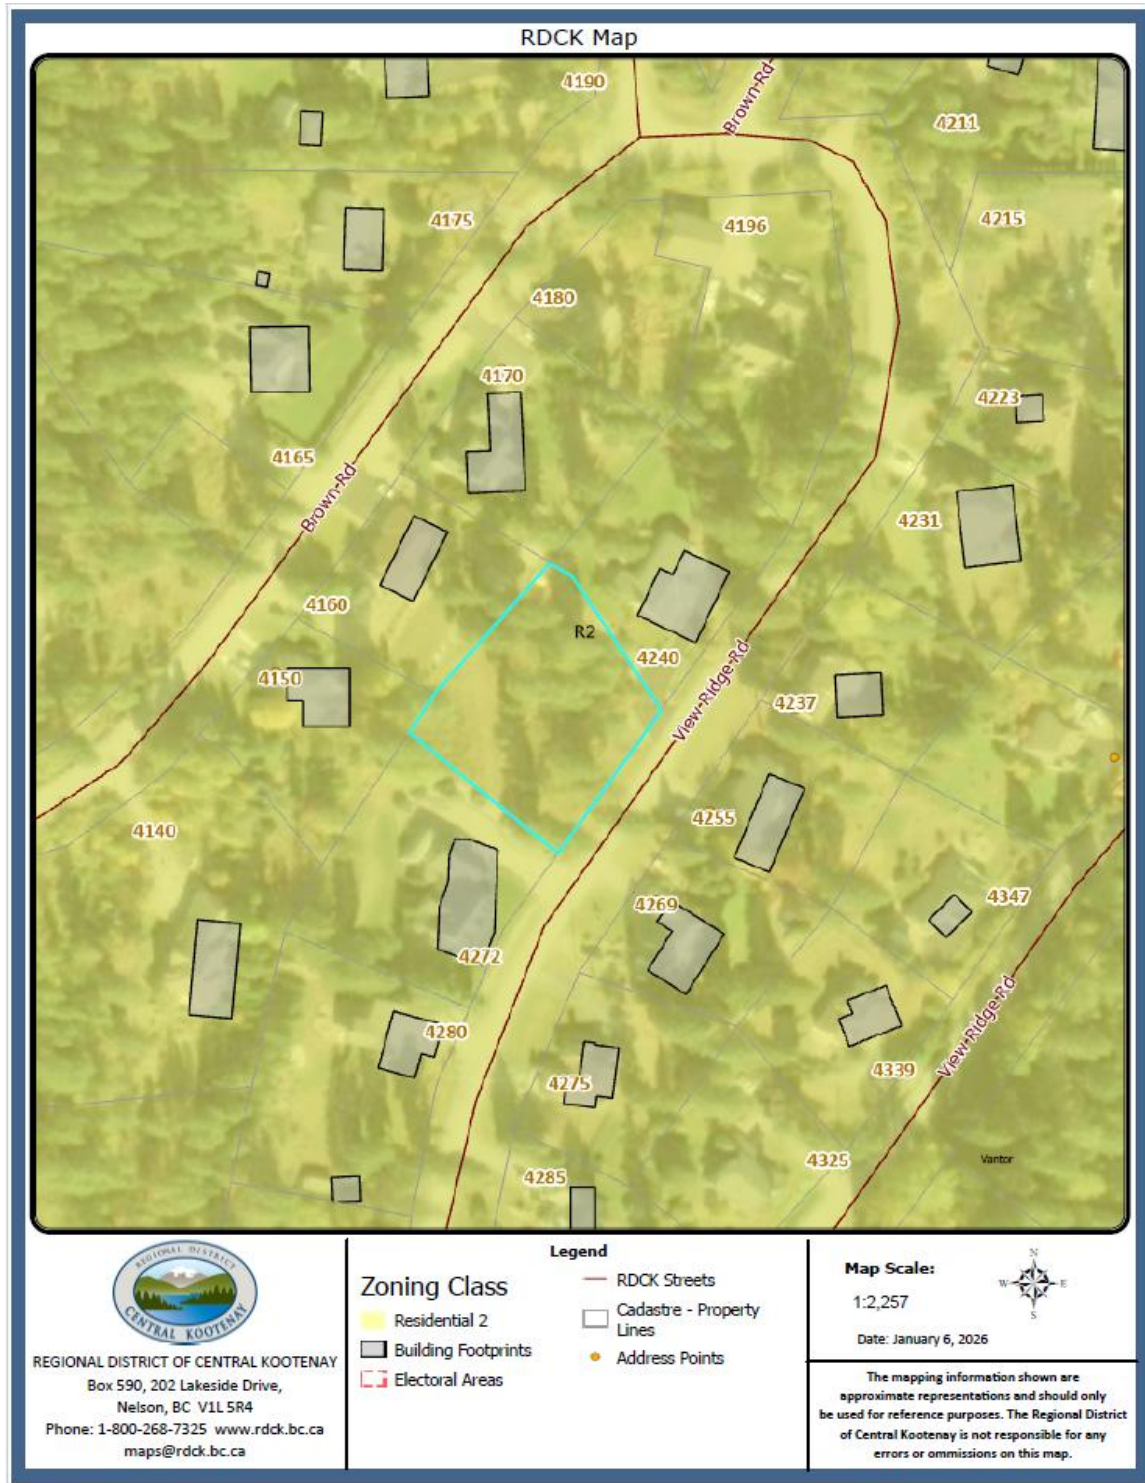 RDCK Map
4190
Brown-Rd
4211
4175
4196
4215
4180
4170
4223
4165
Brown-Rd
4231
4160
R2
4240
4150
View-Ridge-Rd
4237
4255
4140
4269
4347
4272
View-Ridge-Rd
4280
4275
4339
4285
4325
Vantor
REGIONAL DISTRICT OF
CENTRAL KOOTENAY
REGIONAL DISTRICT OF CENTRAL KOOTENAY
Box 590, 202 Lakeside Drive,
Nelson, BC V1L 5R4
Phone: 1-800-268-7325 www.rdck.bc.ca
maps@rdck.bc.ca
Legend
Zoning Class
Residential 2
Building Footprints
Electoral Areas
RDCK Streets
Cadastre - Property
Lines
Address Points
Map Scale:
1:2,257
N
W
E
S
Date: January 6, 2026
The mapping information shown are
approximate representations and should only
be used for reference purposes. The Regional District
of Central Kootenay is not responsible for any
errors or ommissions on this map.